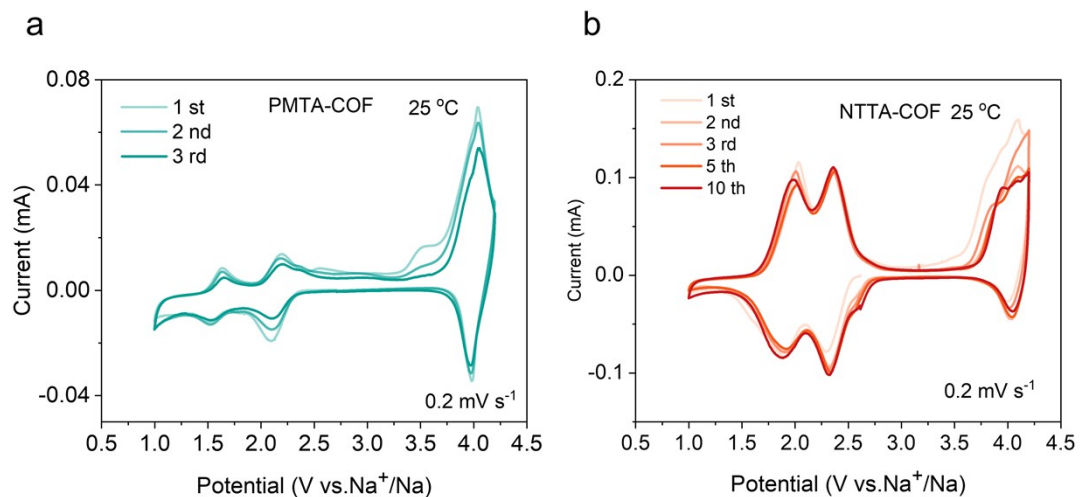 a
0.08
0.04
0.00
-0.04
Current (mA)
1 st
2 nd
3 rd
PMTA-COF 25 ºC
0.2 mV s⁻¹
0.5 1.0 1.5 2.0 2.5 3.0 3.5 4.0 4.5
Potential (V vs.Na⁺/Na)
b
0.2
0.1
0.0
-0.1
Current (mA)
1 st
2 nd
3 rd
5 th
10 th
NTTA-COF 25 ºC
0.2 mV s⁻¹
0.5 1.0 1.5 2.0 2.5 3.0 3.5 4.0 4.5
Potential (V vs.Na⁺/Na)